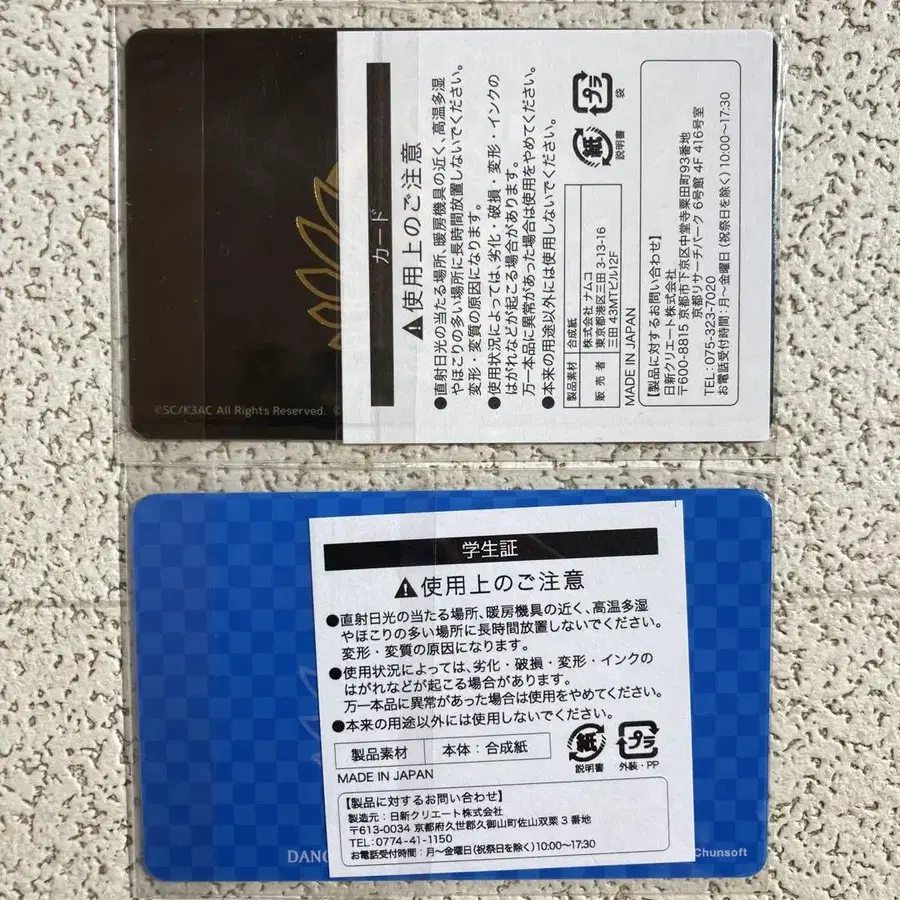 カード
使用上のご注意
●直射日光の当たる場所、暖房機具の近く、高温多湿
やほこりの多い場所に長時間放置しないでください。
変形・変質の原因になります。
●使用状況によっては、劣化・破損・変形・インクの
はがれなどが起こる場合があります。
万一本品に異常があった場合は使用をやめてください。
●本来の用途以外には使用しないでください。
製品素材 合成紙
販売者 株式会社 ナムコ
東京都港区三田 3-13-16
三田 43MTビル12F
MADE IN JAPAN
紙 説明書
プラ 袋
【製品に対するお問い合わせ】
日新クリエート株式会社
〒600-8815 京都市下京区中堂寺粟田町93番地
京都リサーチパーク 6号館 4F 416号室
TEL:075-323-7020
お電話受付時間:月〜金曜日(祝祭日を除く)10:00〜17:30
©SC/K3AC All Rights Reserved. ©
学生証
使用上のご注意
●直射日光の当たる場所、暖房機具の近く、高温多湿
やほこりの多い場所に長時間放置しないでください。
変形・変質の原因になります。
●使用状況によっては、劣化・破損・変形・インクの
はがれなどが起こる場合があります。
万一本品に異常があった場合は使用をやめてください。
●本来の用途以外には使用しないでください。
製品素材 本体:合成紙
紙 説明書
プラ 外装・PP
MADE IN JAPAN
【製品に対するお問い合わせ】
製造元:日新クリエート株式会社
〒613-0034 京都府久世郡久御山町佐山双栗3番地
TEL:0774-41-1150
お電話受付時間:月〜金曜日(祝祭日を除く)10:00〜17:30
DANG
Chunsoft